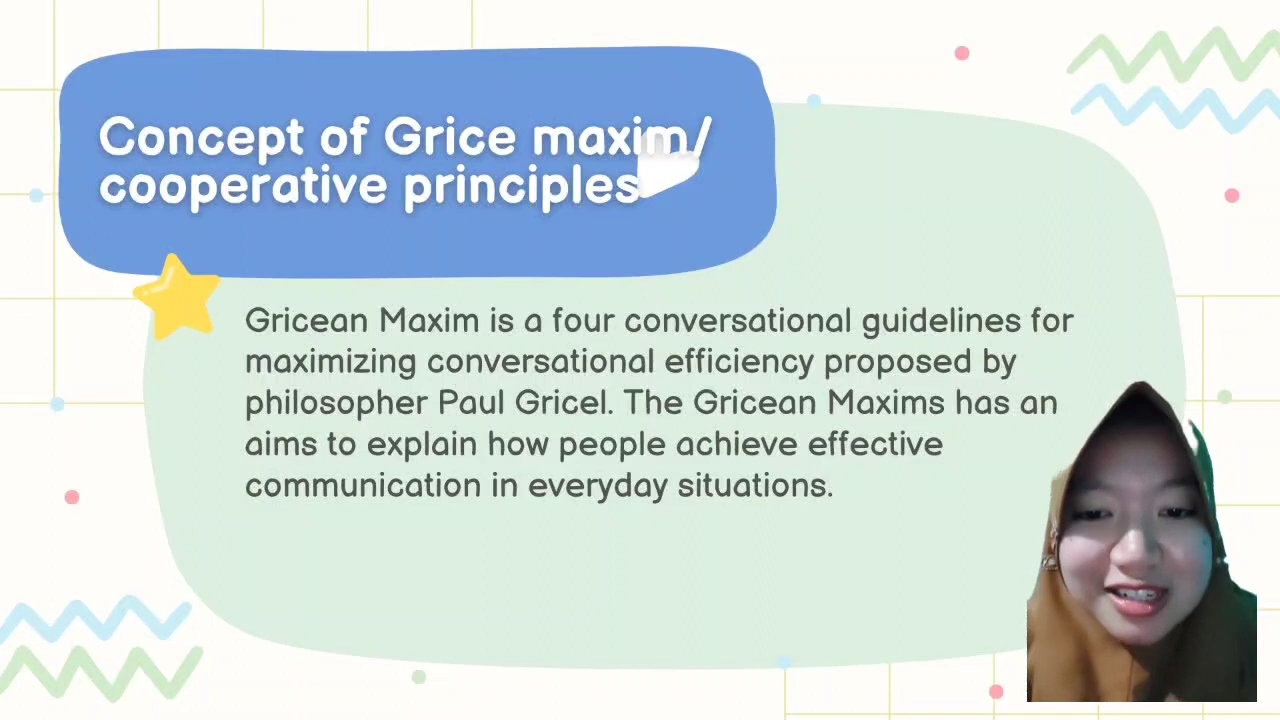 Concept of Grice maxim/
cooperative principles
Gricean Maxim is a four conversational guidelines for
maximizing conversational efficiency proposed by
philosopher Paul Gricel. The Gricean Maxims has an
aims to explain how people achieve effective
communication in everyday situations.